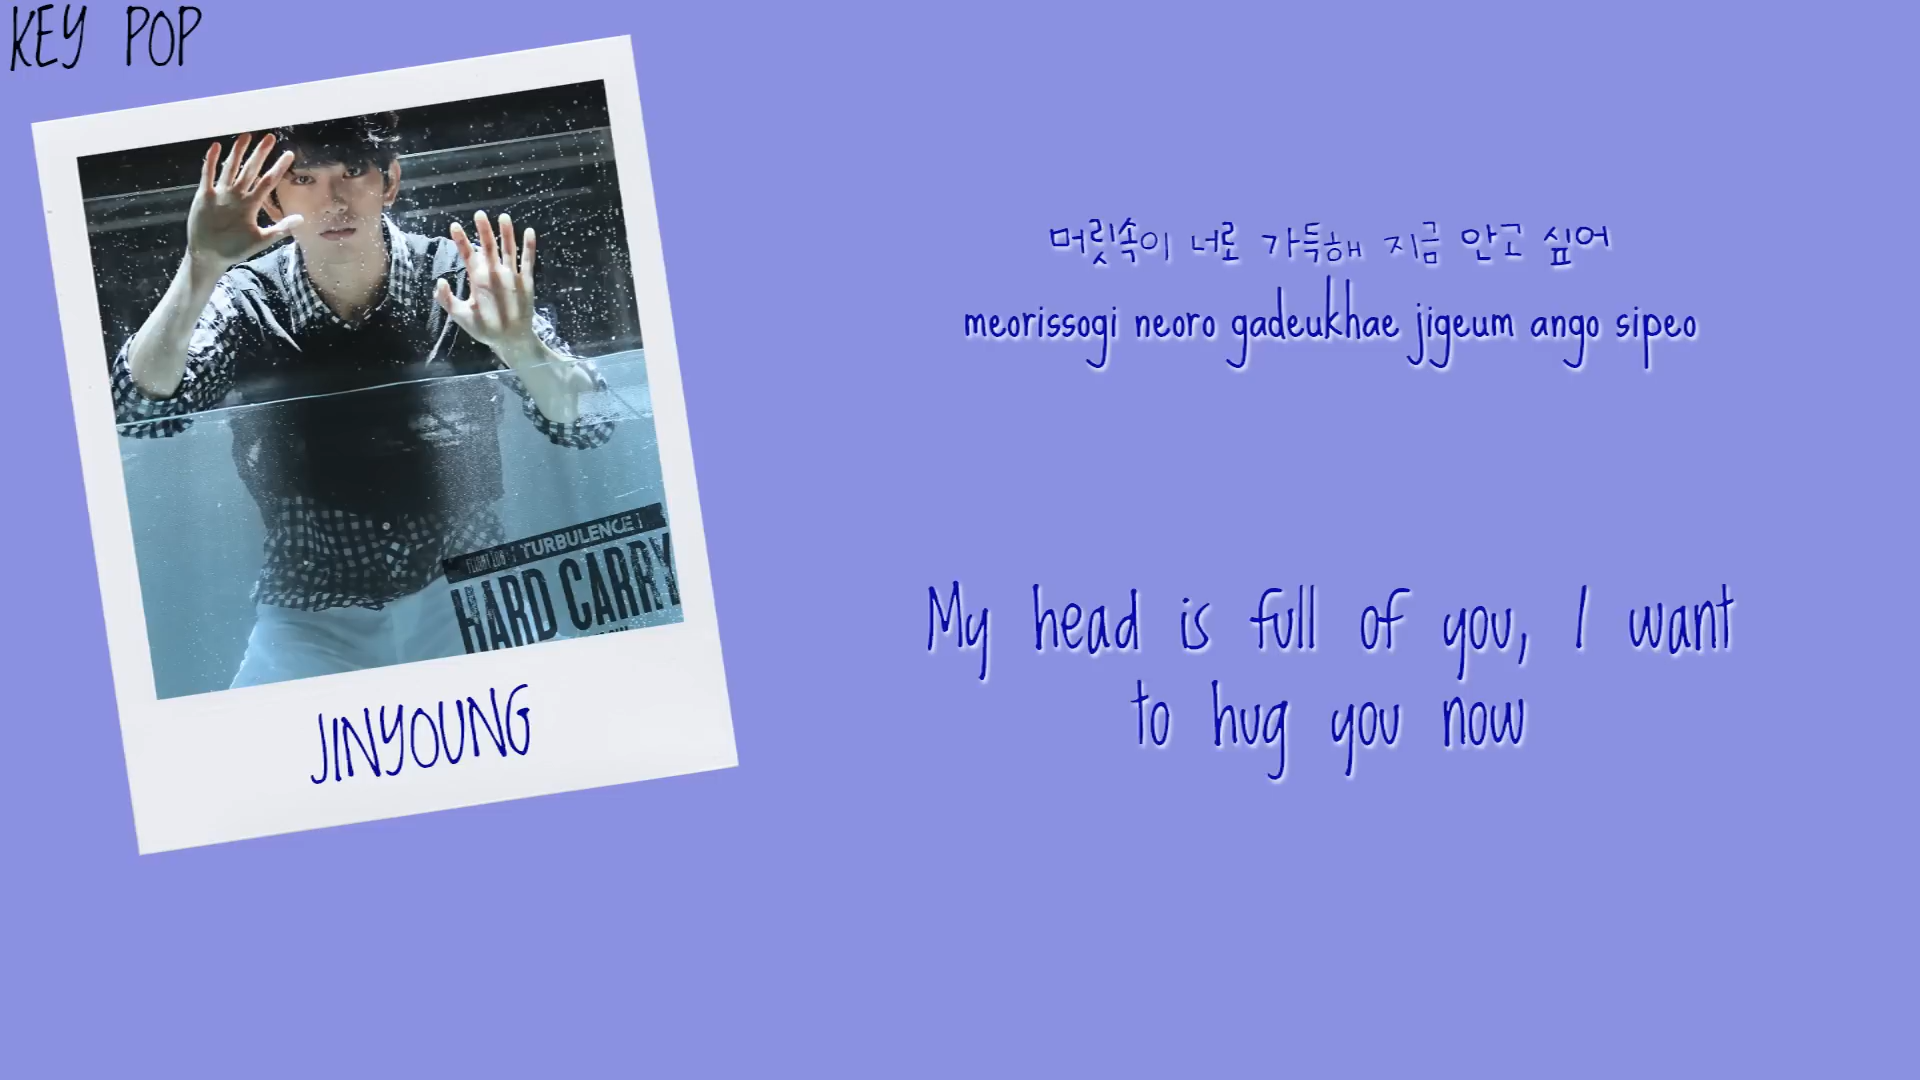 KEY POP
머릿속이 너로 가득해 지금 안고 싶어
meorissogi neoro gadeukhae jigeum ango sipeo
TURBULENCE
HARD CARRY
My head is full of you, I want
to hug you now
JINYOUNG